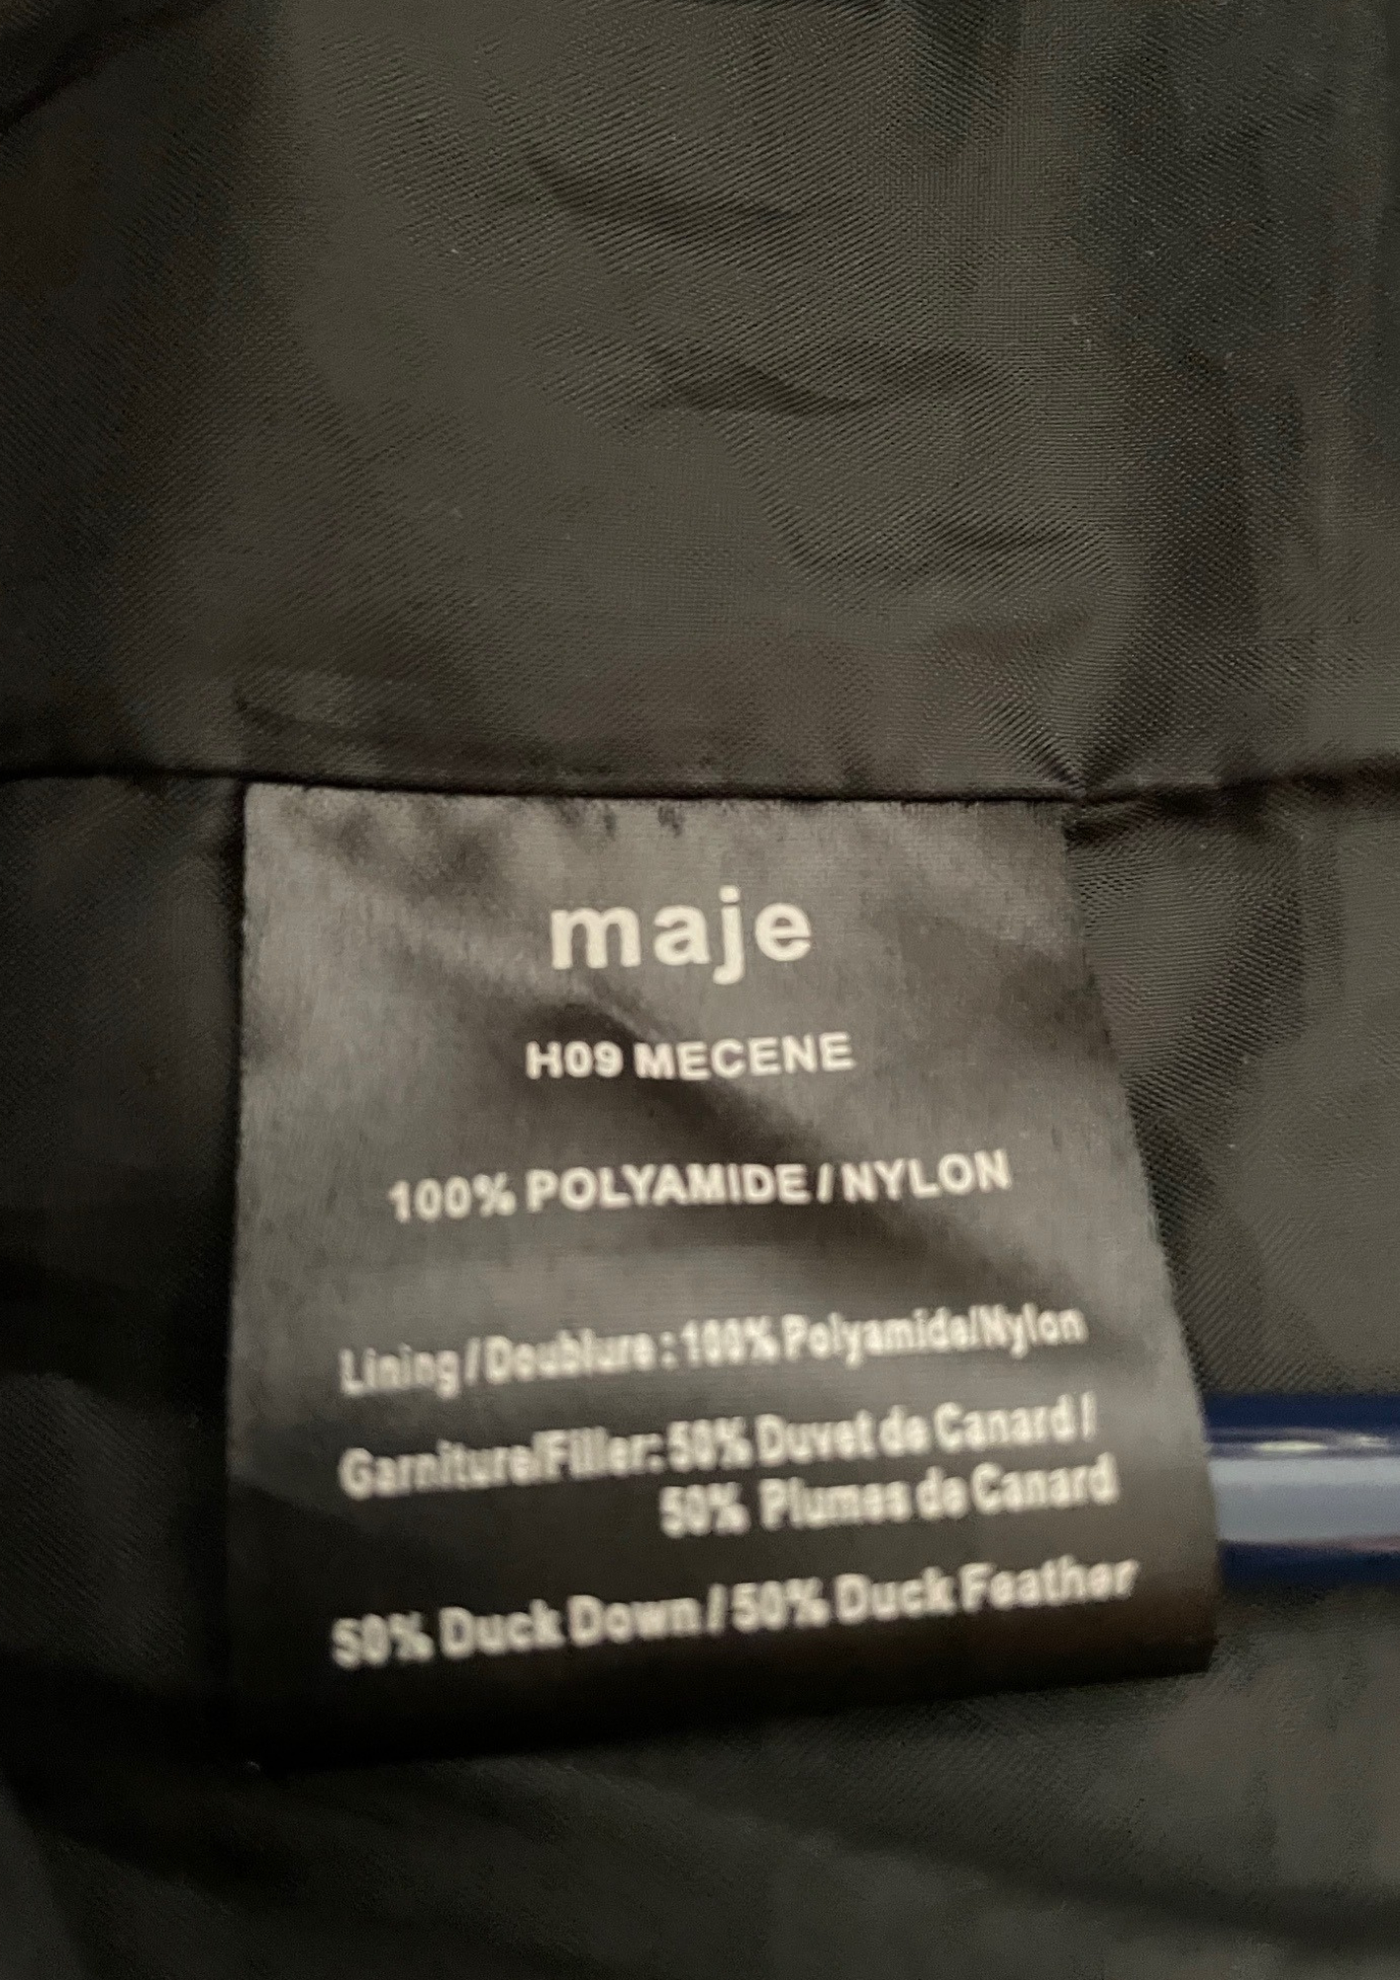 maje
H09 MECENE
100% POLYAMIDE / NYLON
Lining / Doublure : 100% Polyamide/Nylon
Garniture/Filler: 50% Duvet de Canard /
50% Plumes de Canard
50% Duck Down / 50% Duck Feather